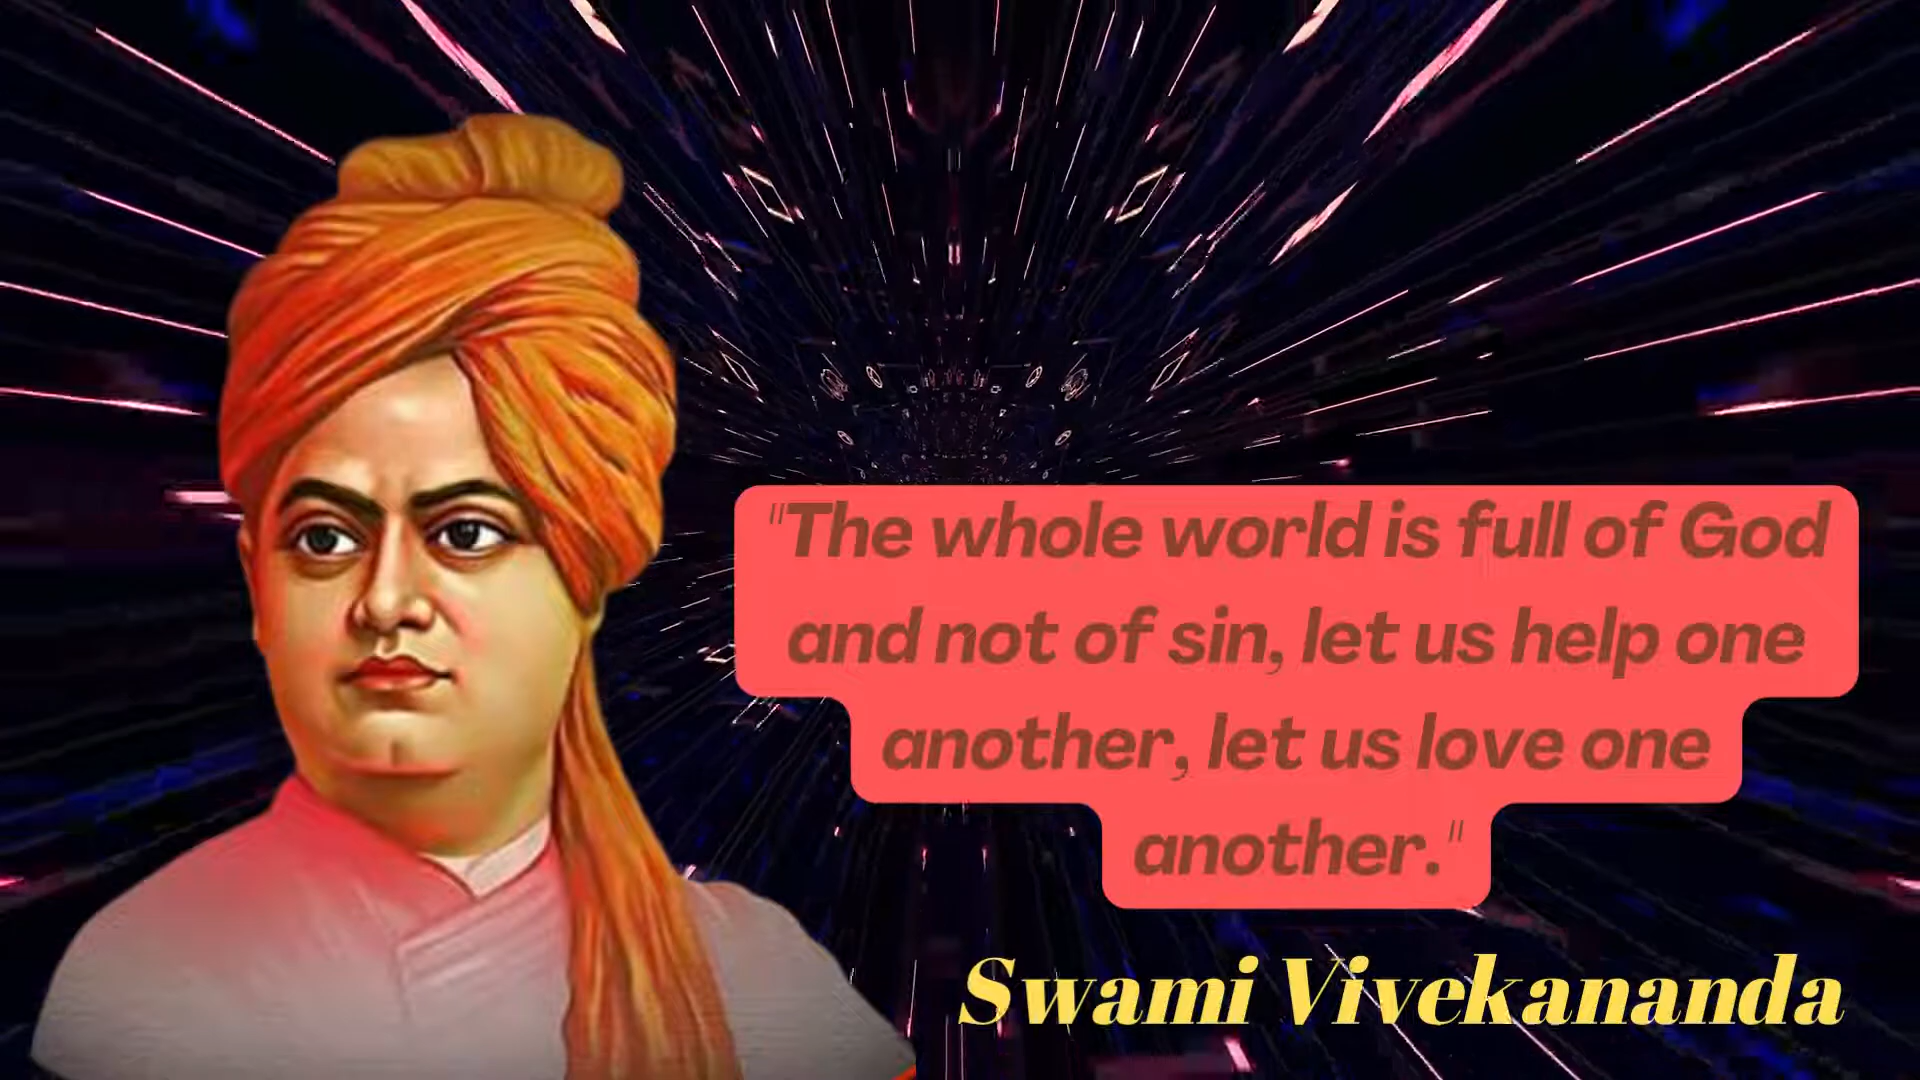 "The whole world is full of God
and not of sin, let us help one
another, let us love one
another."
Swami Vivekananda